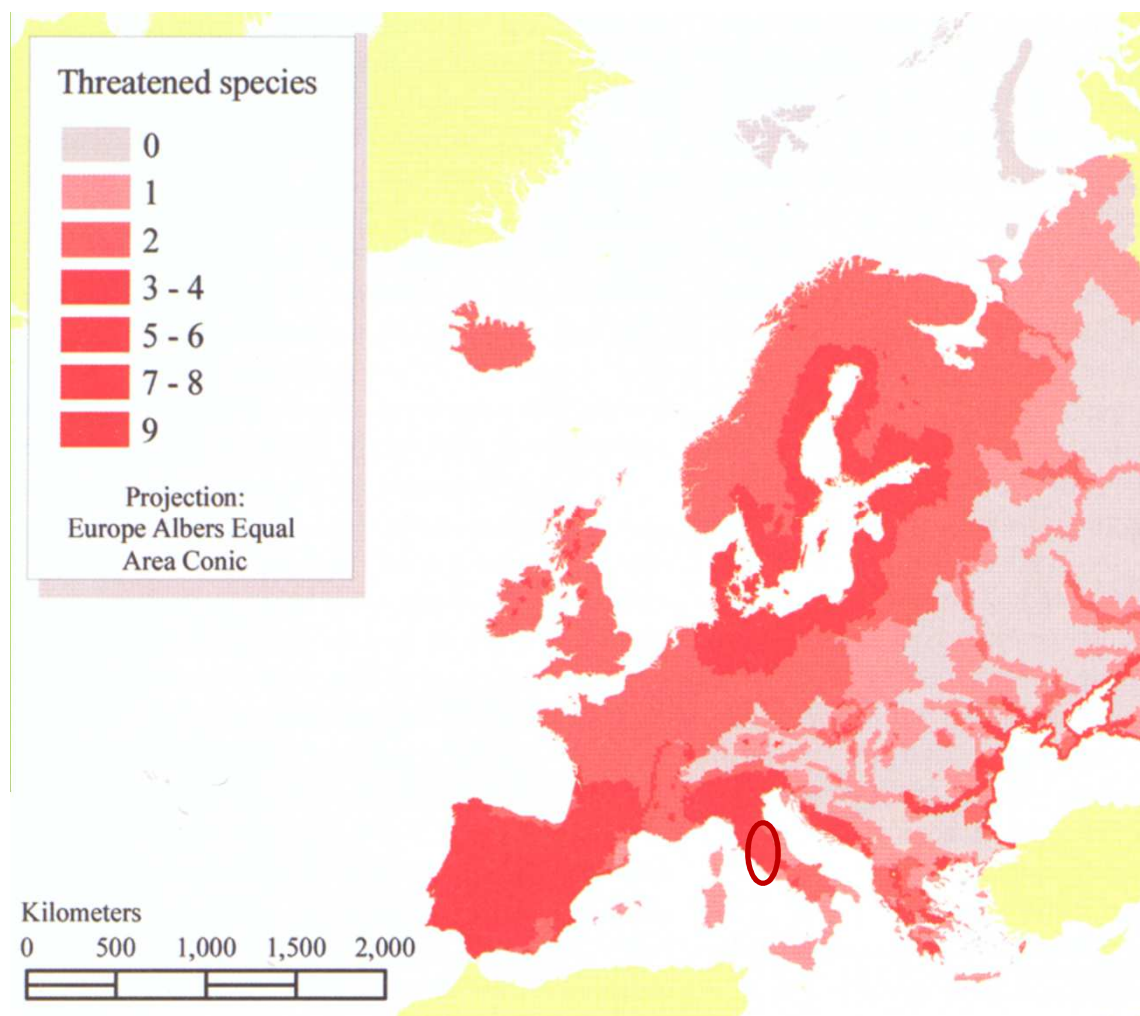 Threatened species
0
1
2
3 - 4
5 - 6
7 - 8
9
Projection:
Europe Albers Equal
Area Conic
Kilometers
0 500 1,000 1,500 2,000